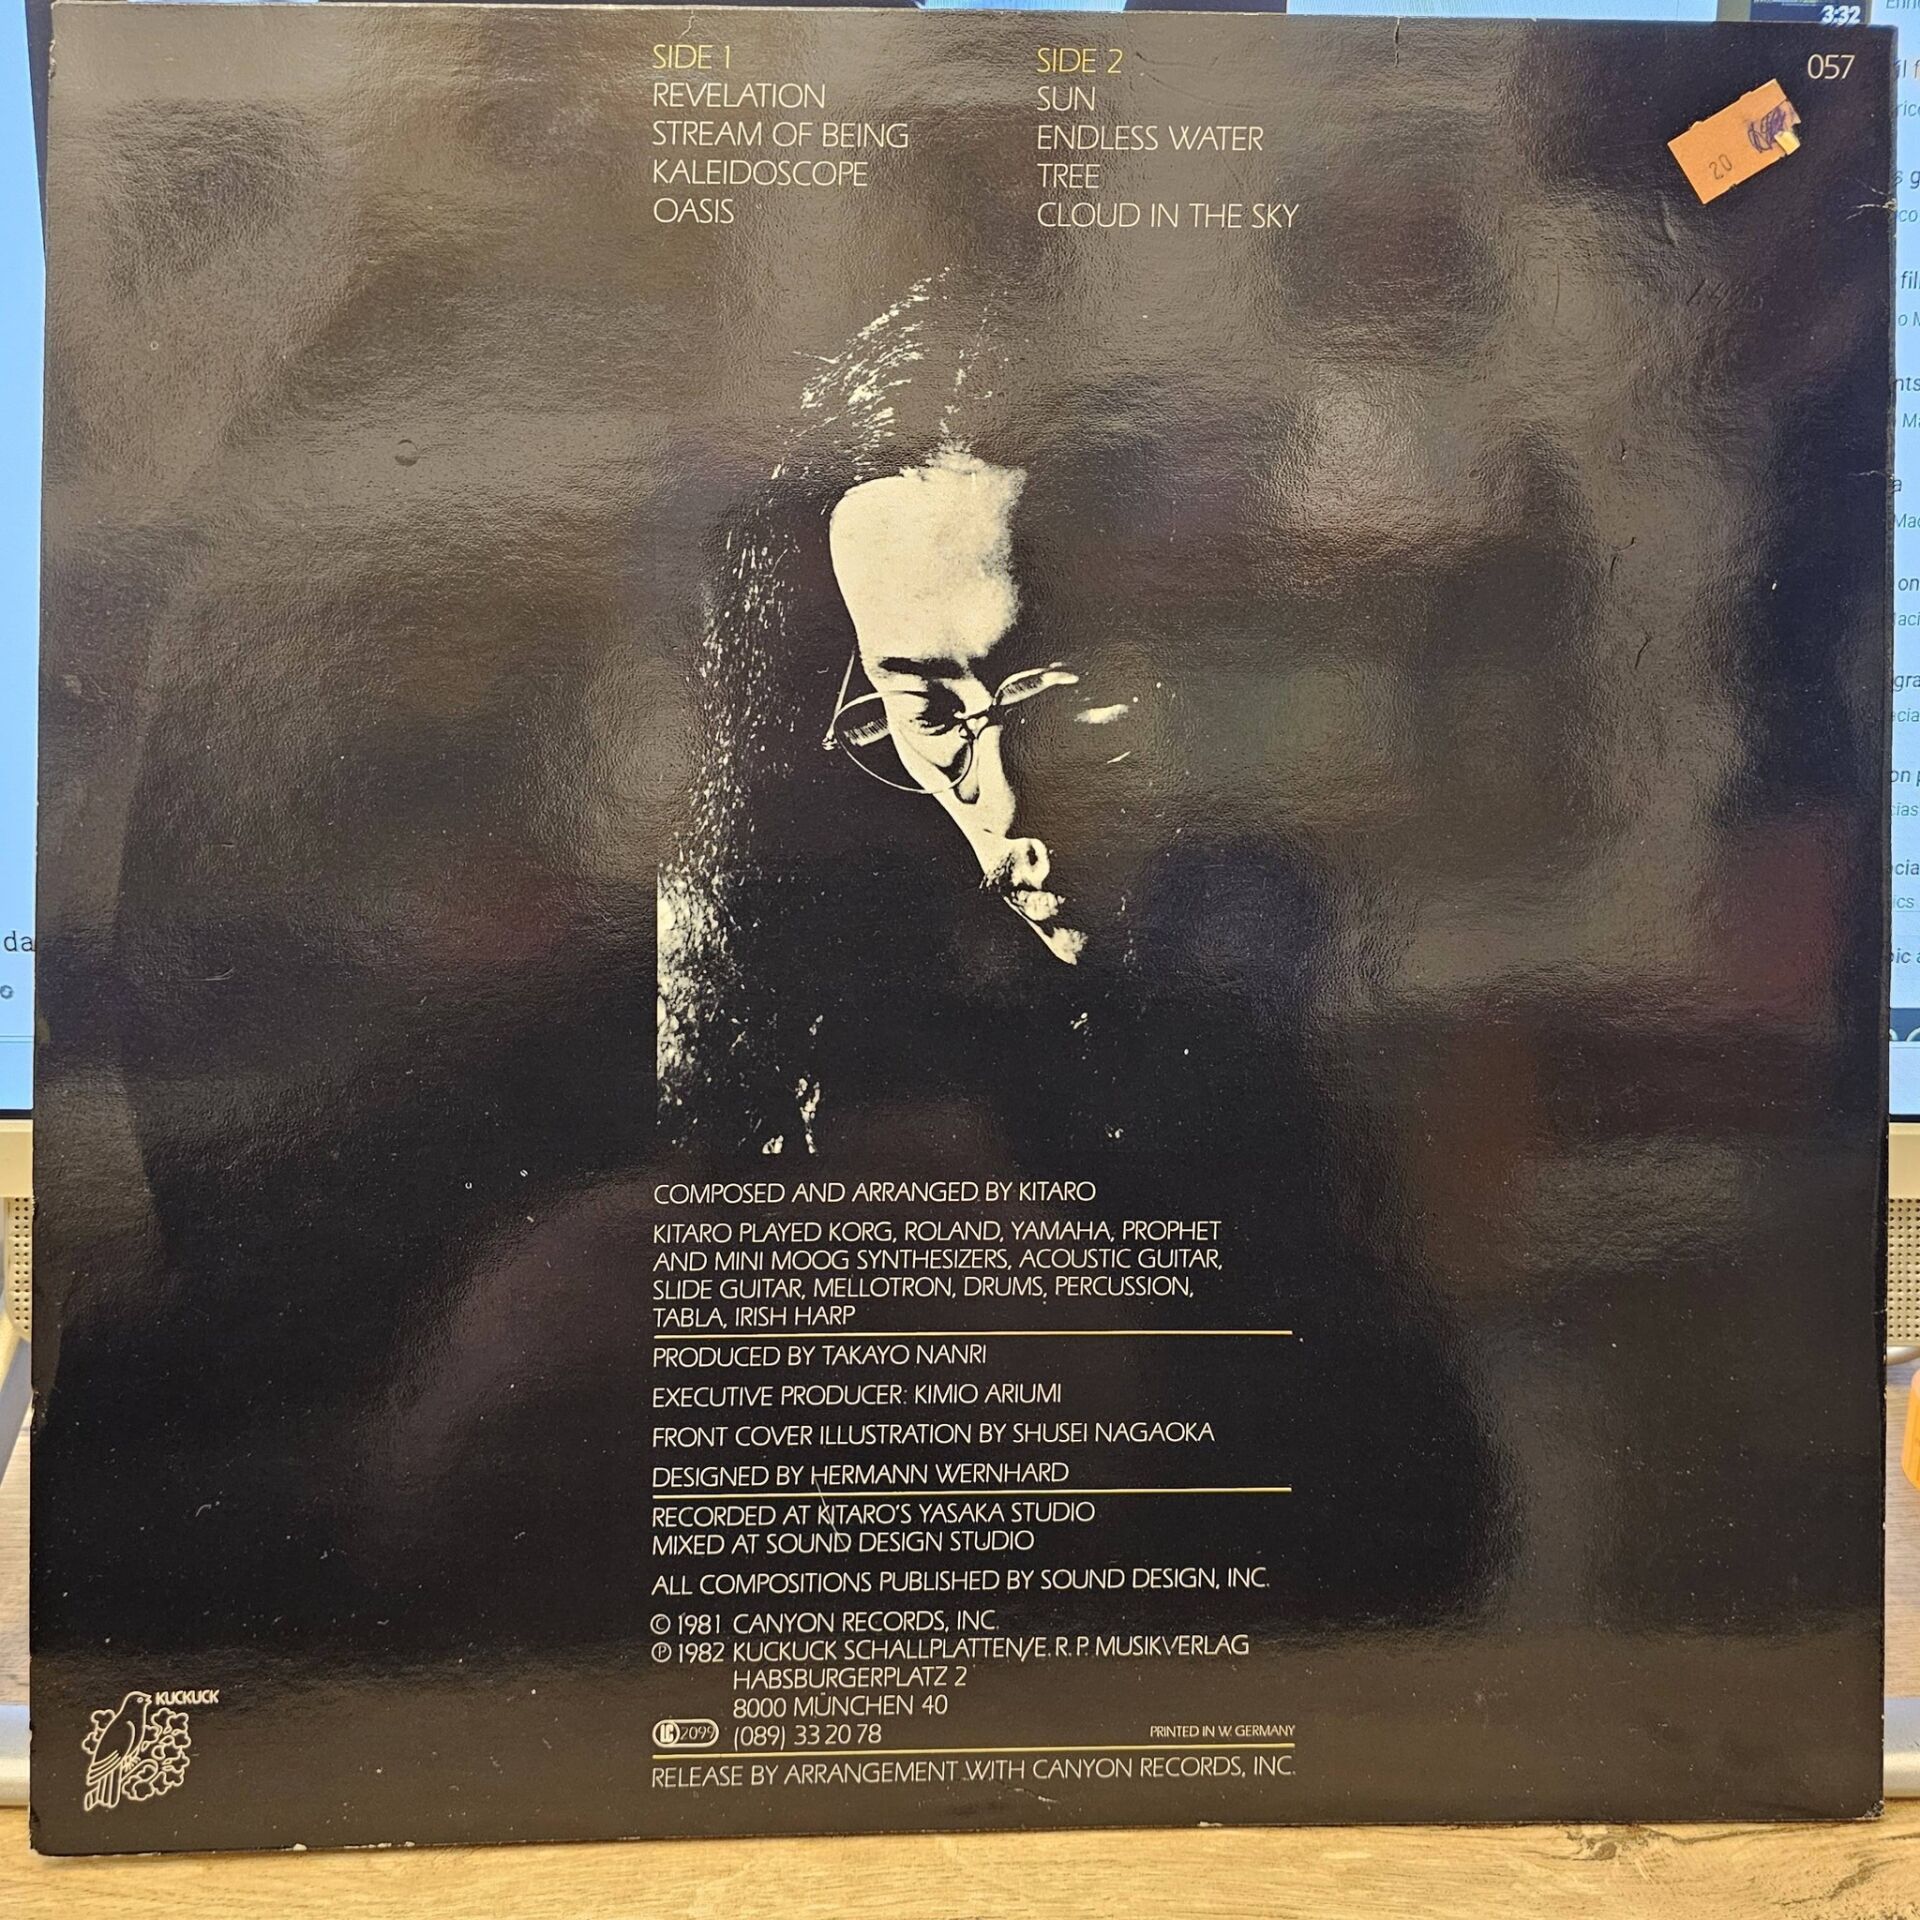 SIDE 1
REVELATION
STREAM OF BEING
KALEIDOSCOPE
OASIS
SIDE 2
SUN
ENDLESS WATER
TREE
CLOUD IN THE SKY
057
20
3:32
da
COMPOSED AND ARRANGED BY KITARO
KITARO PLAYED KORG, ROLAND, YAMAHA, PROPHET
AND MINI MOOG SYNTHESIZERS, ACOUSTIC GUITAR,
SLIDE GUITAR, MELLOTRON, DRUMS, PERCUSSION,
TABLA, IRISH HARP
PRODUCED BY TAKAYO NANRI
EXECUTIVE PRODUCER: KIMIO ARIUMI
FRONT COVER ILLUSTRATION BY SHUSEI NAGAOKA
DESIGNED BY HERMANN WERNHARD
RECORDED AT KITARO'S YASAKA STUDIO
MIXED AT SOUND DESIGN STUDIO
ALL COMPOSITIONS PUBLISHED BY SOUND DESIGN, INC.
© 1981 CANYON RECORDS, INC.
℗ 1982 KUCKUCK SCHALLPLATTEN/E.R.P. MUSIKVERLAG
HABSBURGERPLATZ 2
8000 MÜNCHEN 40
LC 2099 (089) 33 20 78
PRINTED IN W. GERMANY
RELEASE BY ARRANGEMENT WITH CANYON RECORDS, INC.
KUCKUCK